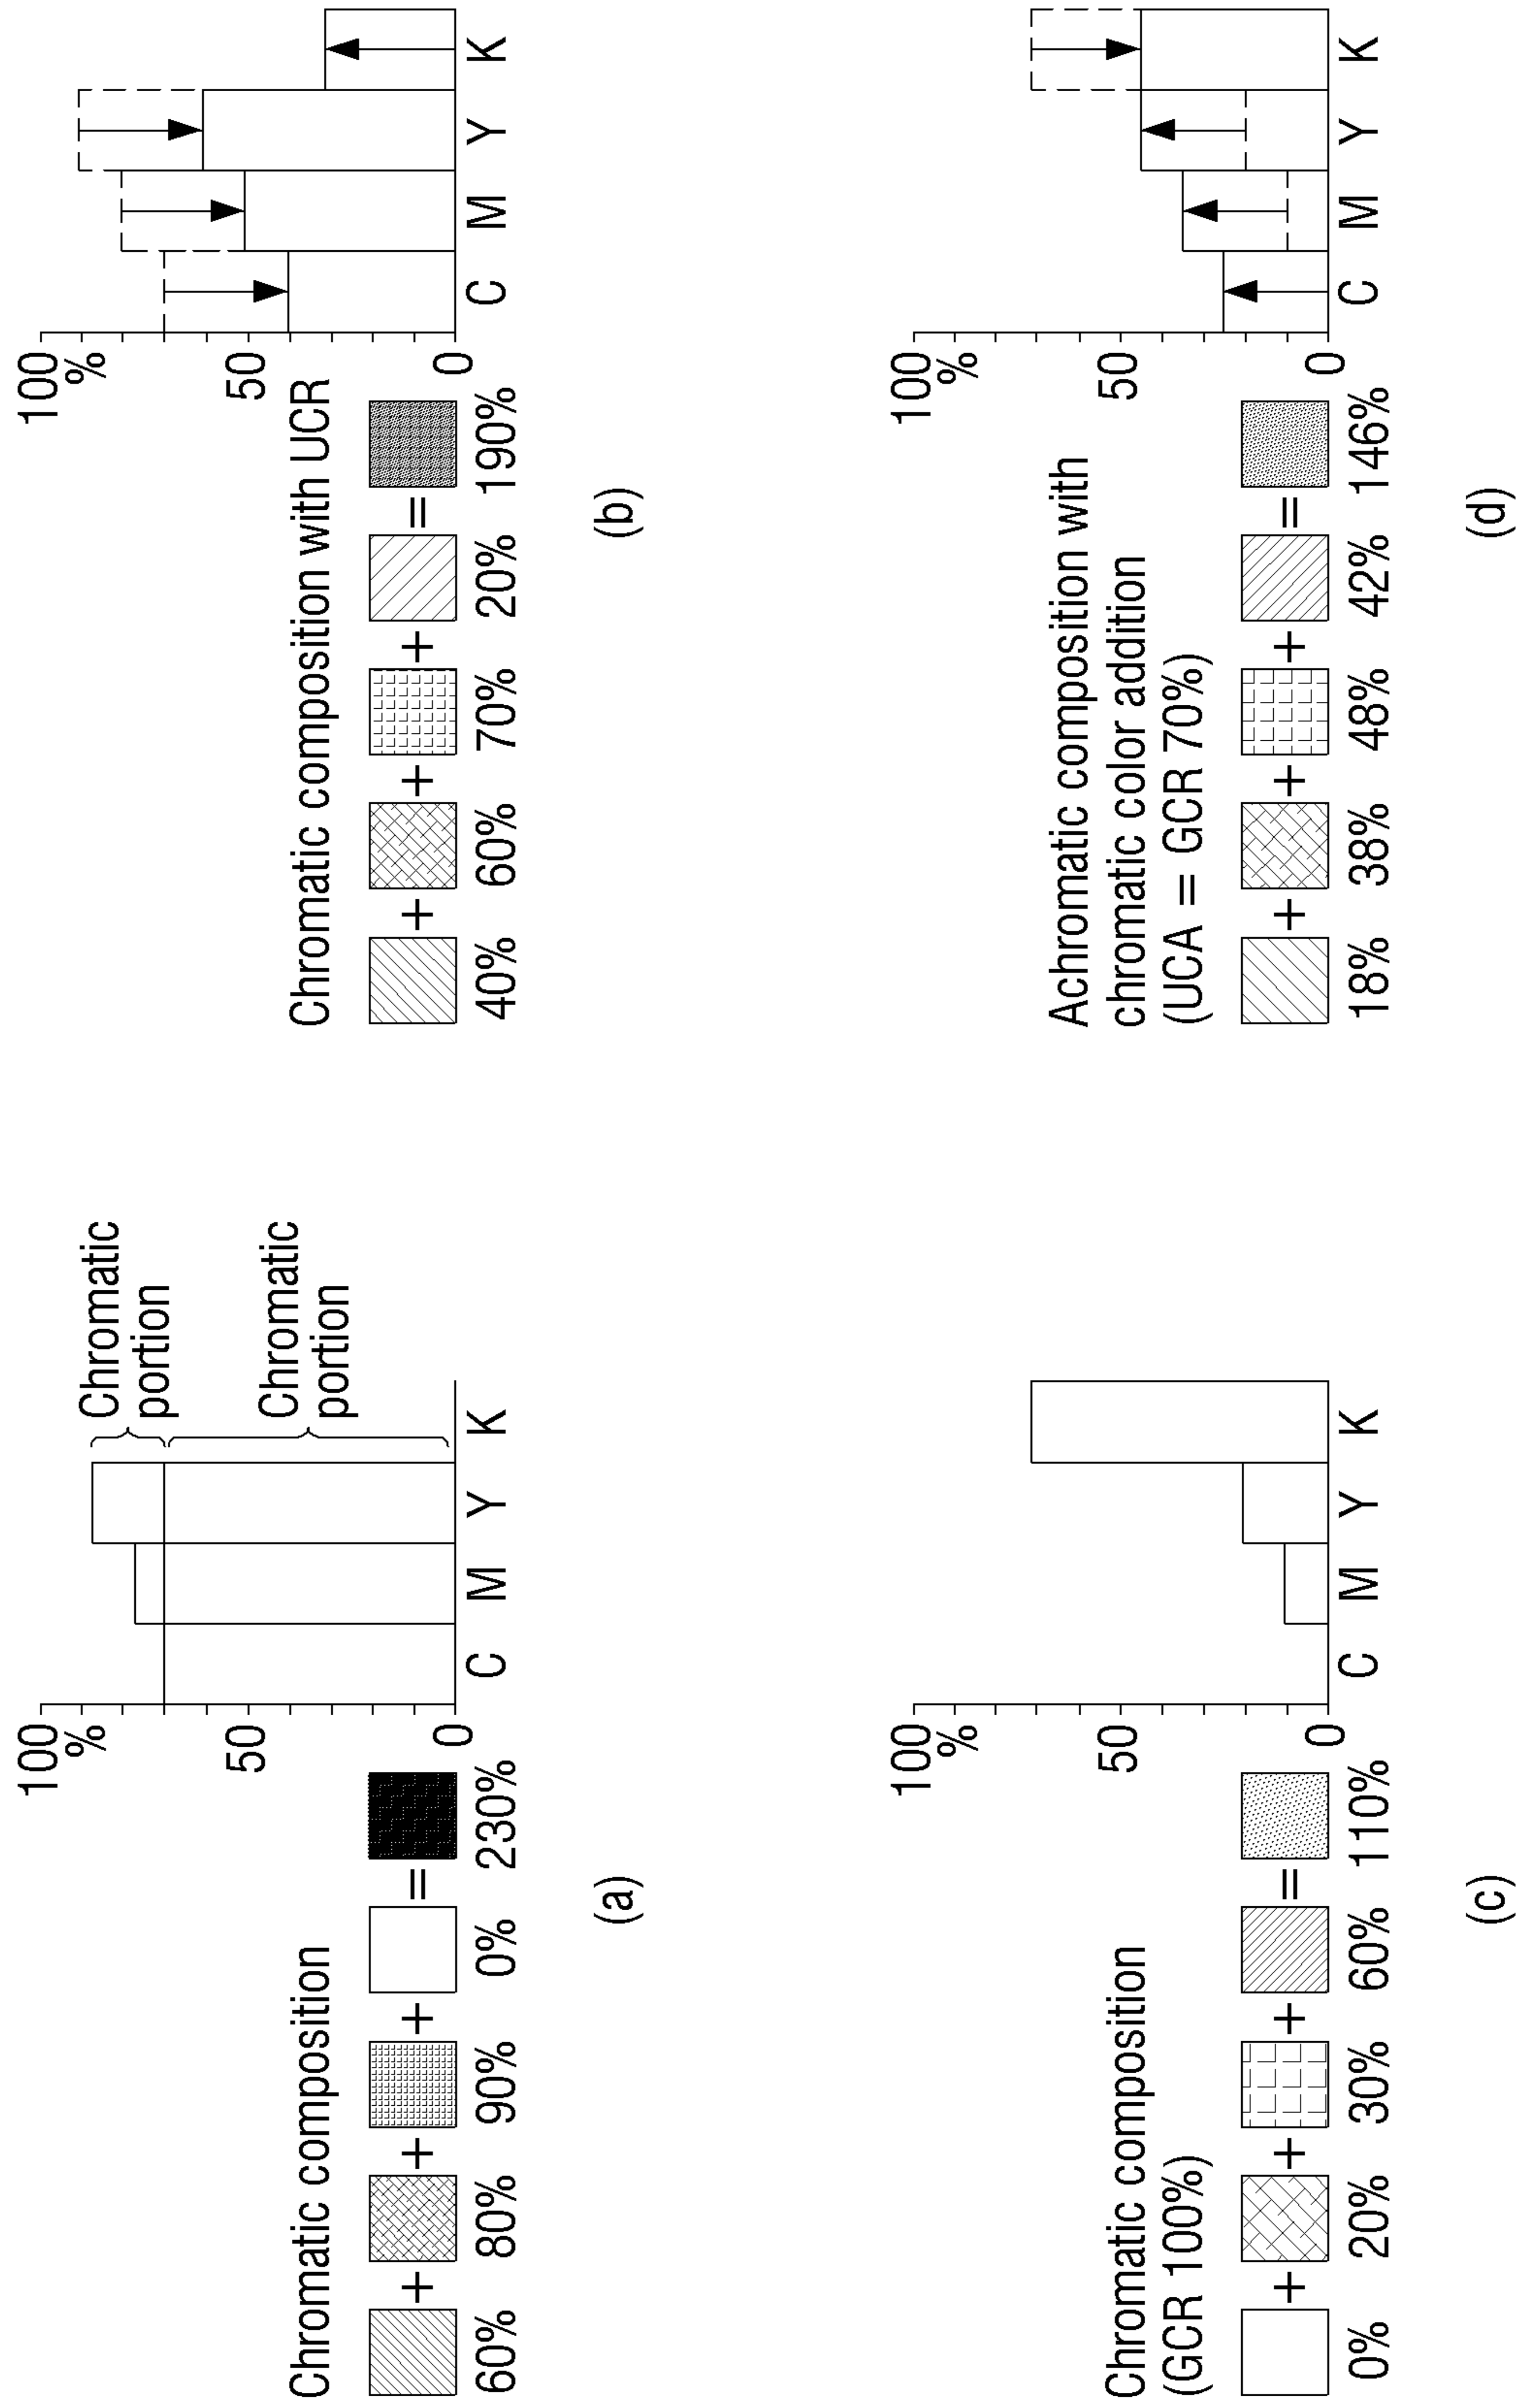 Chromatic composition
60% + 80% + 90% + 0% = 230%
100
%
50
0
C M Y K
Chromatic
portion
Chromatic
portion
(a)
Chromatic composition with UCR
40% + 60% + 70% + 20% = 190%
100
%
50
0
C M Y K
(b)
Chromatic composition
(GCR 100%)
0% + 20% + 30% + 60% = 110%
100
%
50
0
C M Y K
(c)
Achromatic composition with
chromatic color addition
(UCA = GCR 70%)
18% + 38% + 48% + 42% = 146%
100
%
50
0
C M Y K
(d)